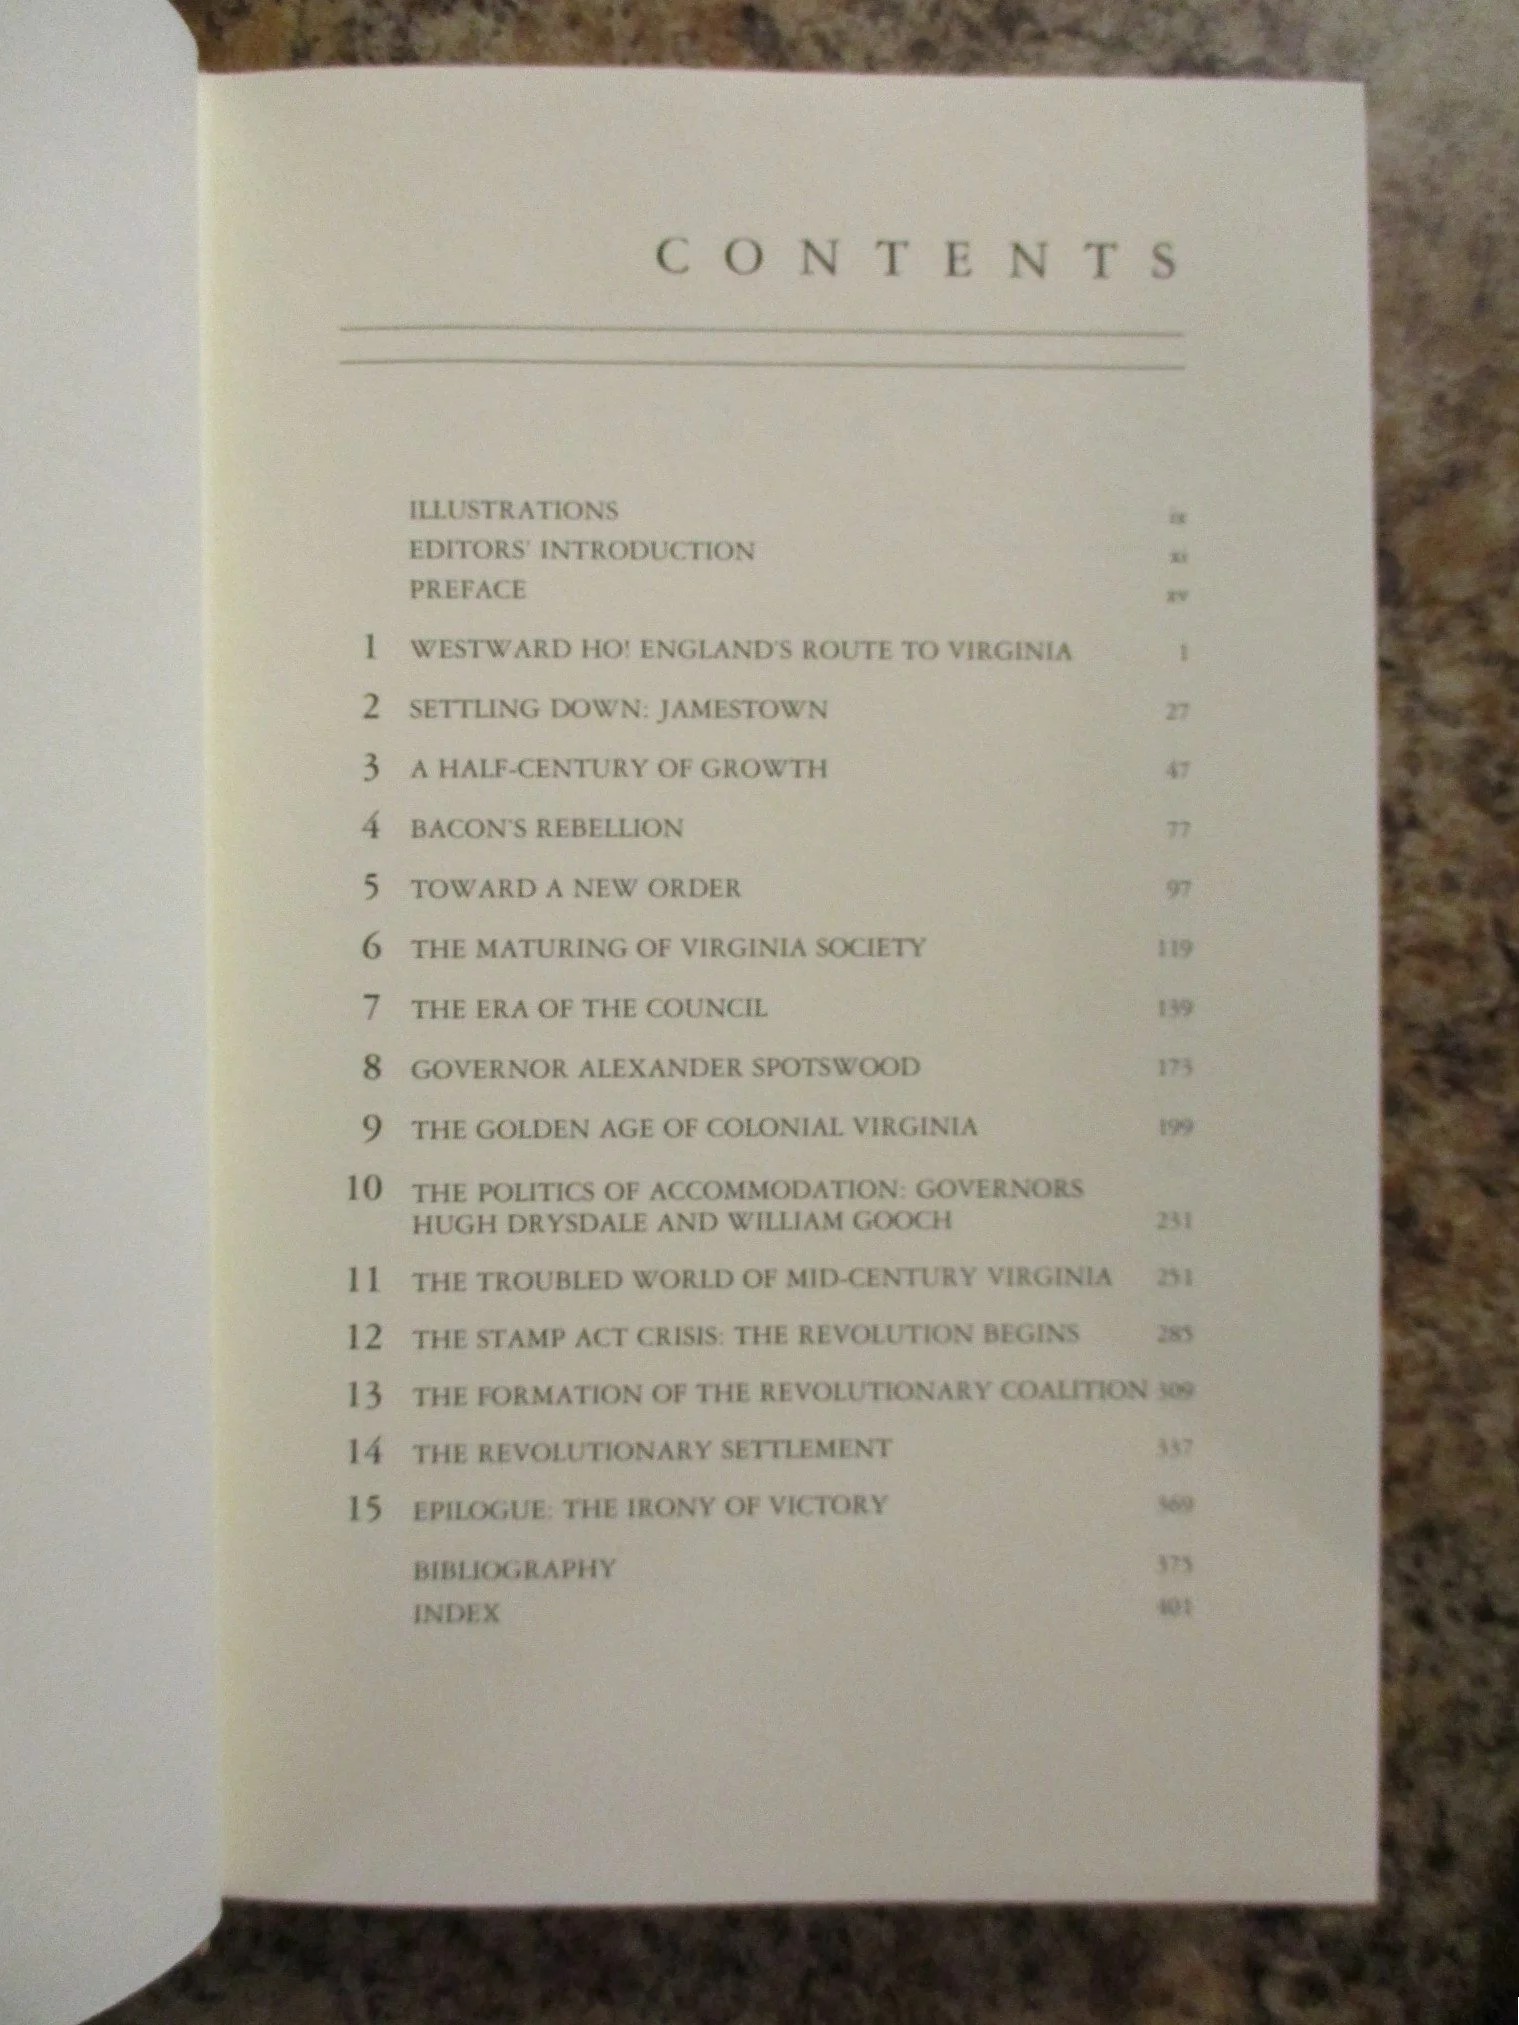 CONTENTS
ILLUSTRATIONS ix
EDITORS' INTRODUCTION xi
PREFACE xv
1 WESTWARD HO! ENGLAND'S ROUTE TO VIRGINIA 1
2 SETTLING DOWN: JAMESTOWN 27
3 A HALF-CENTURY OF GROWTH 47
4 BACON'S REBELLION 77
5 TOWARD A NEW ORDER 97
6 THE MATURING OF VIRGINIA SOCIETY 119
7 THE ERA OF THE COUNCIL 139
8 GOVERNOR ALEXANDER SPOTSWOOD 173
9 THE GOLDEN AGE OF COLONIAL VIRGINIA 199
10 THE POLITICS OF ACCOMMODATION: GOVERNORS
HUGH DRYSDALE AND WILLIAM GOOCH 231
11 THE TROUBLED WORLD OF MID-CENTURY VIRGINIA 251
12 THE STAMP ACT CRISIS: THE REVOLUTION BEGINS 285
13 THE FORMATION OF THE REVOLUTIONARY COALITION 309
14 THE REVOLUTIONARY SETTLEMENT 337
15 EPILOGUE: THE IRONY OF VICTORY 369
BIBLIOGRAPHY 375
INDEX 401